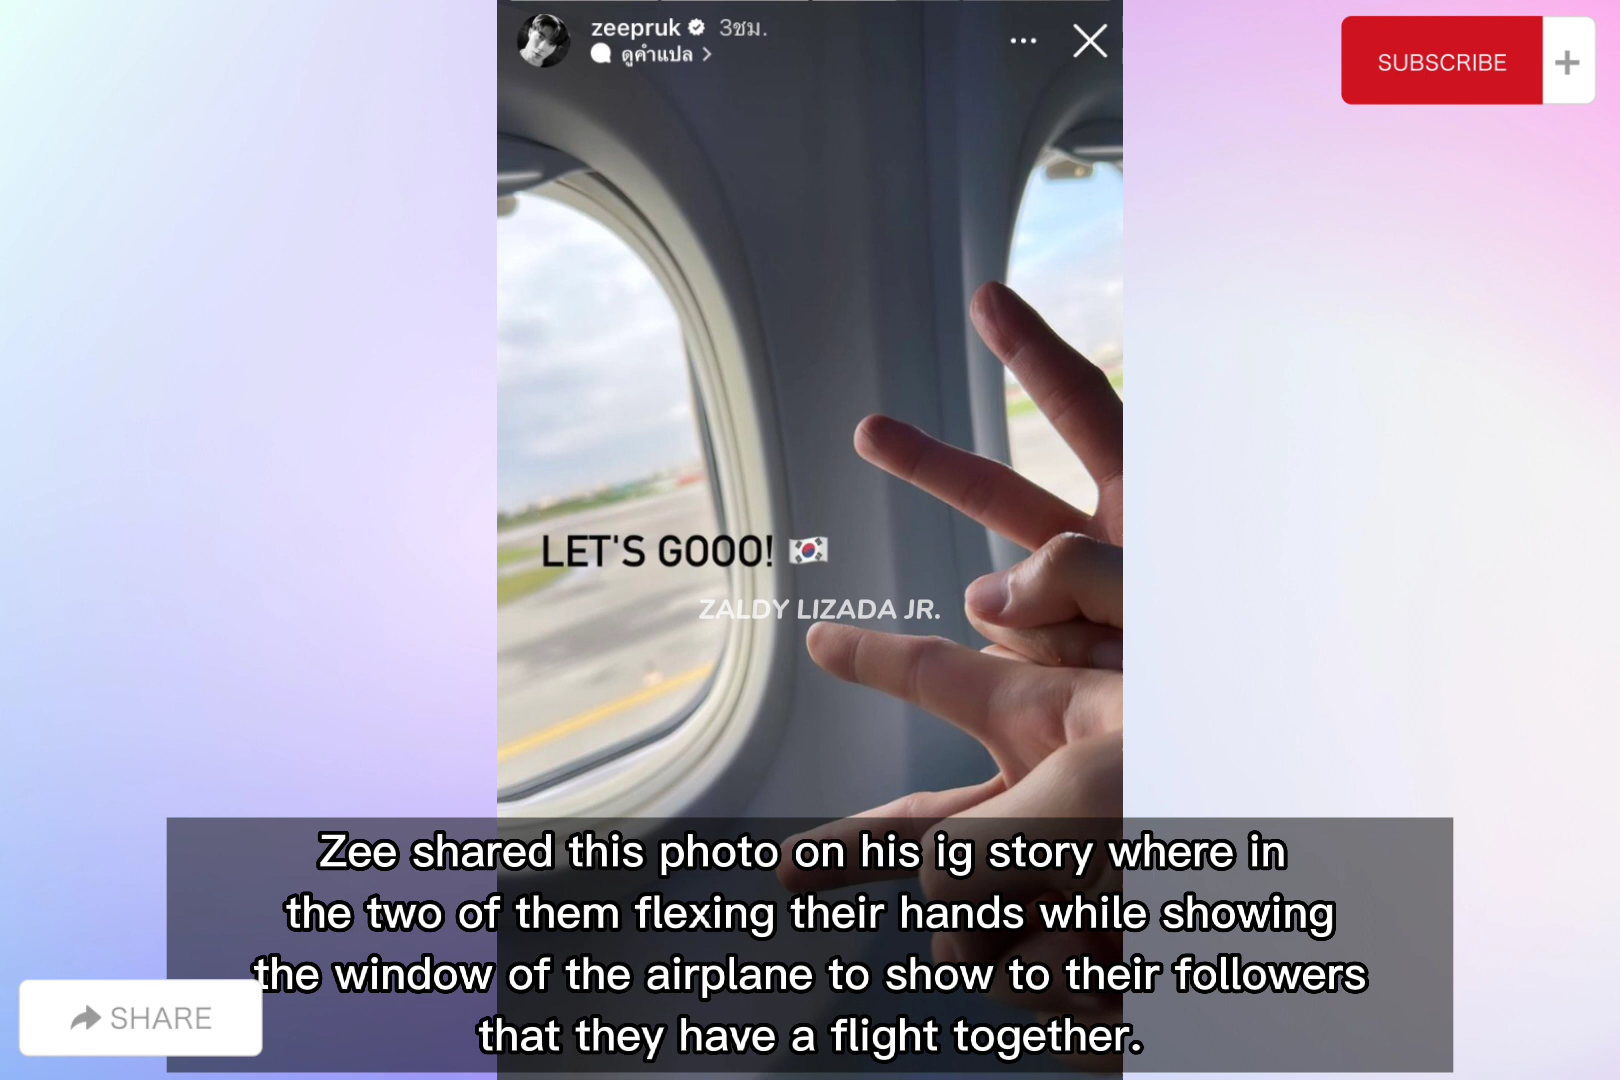 zeepruk 3ชม.
ดูคำแปล
SUBSCRIBE
LET'S GOOO!
ZALDY LIZADA JR.
Zee shared this photo on his ig story where in
the two of them flexing their hands while showing
the window of the airplane to show to their followers
that they have a flight together.
SHARE